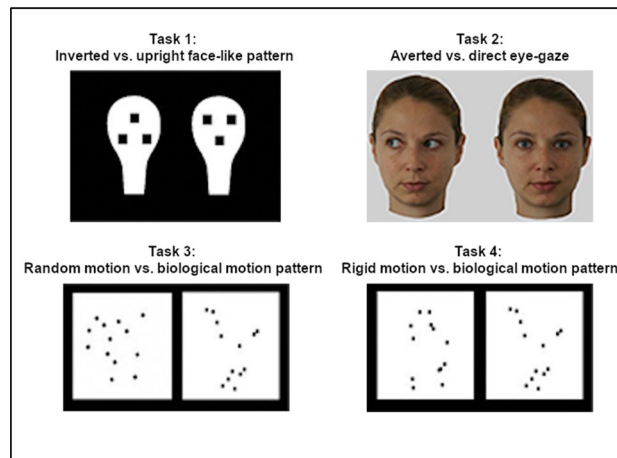 Task 1:
Inverted vs. upright face-like pattern
Task 2:
Averted vs. direct eye-gaze
Task 3:
Random motion vs. biological motion pattern
Task 4:
Rigid motion vs. biological motion pattern